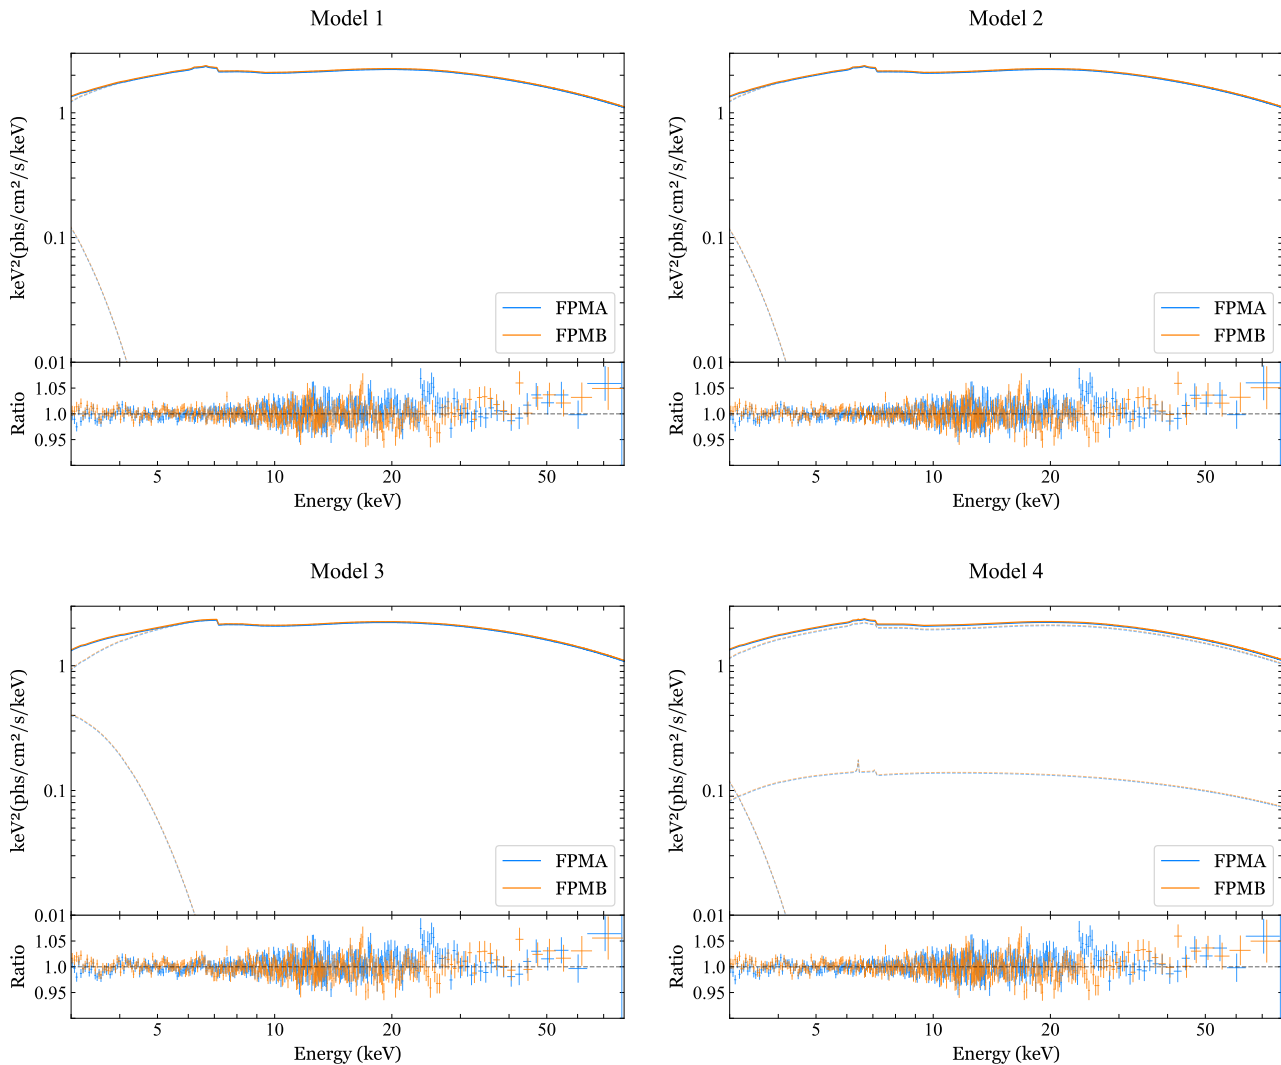 Model 1
keV²(phs/cm²/s/keV)
1
0.1
0.01
FPMA
FPMB
Ratio
1.05
1.0
0.95
5 10 20 50
Energy (keV)
Model 2
keV²(phs/cm²/s/keV)
1
0.1
0.01
FPMA
FPMB
Ratio
1.05
1.0
0.95
5 10 20 50
Energy (keV)
Model 3
keV²(phs/cm²/s/keV)
1
0.1
0.01
FPMA
FPMB
Ratio
1.05
1.0
0.95
5 10 20 50
Energy (keV)
Model 4
keV²(phs/cm²/s/keV)
1
0.1
0.01
FPMA
FPMB
Ratio
1.05
1.0
0.95
5 10 20 50
Energy (keV)